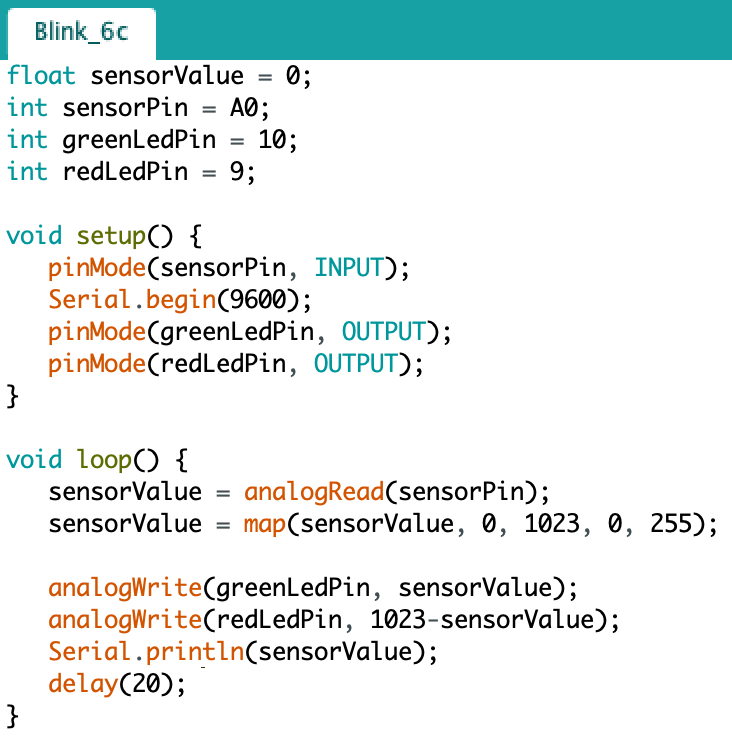 Blink_6c
float sensorValue = 0;
int sensorPin = A0;
int greenLedPin = 10;
int redLedPin = 9;

void setup() {
   pinMode(sensorPin, INPUT);
   Serial.begin(9600);
   pinMode(greenLedPin, OUTPUT);
   pinMode(redLedPin, OUTPUT);
}

void loop() {
   sensorValue = analogRead(sensorPin);
   sensorValue = map(sensorValue, 0, 1023, 0, 255);

   analogWrite(greenLedPin, sensorValue);
   analogWrite(redLedPin, 1023-sensorValue);
   Serial.println(sensorValue);
   delay(20);
}